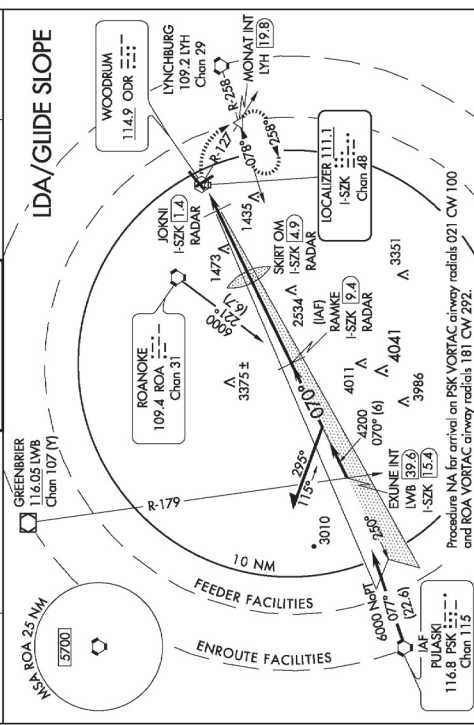 LDA/GLIDE SLOPE
WOODRUM
114.9 ODR
LYNCHBURG
109.2 LYH
Chan 29
MONAT INT
LYH 19.8
R-258
R-127
078°
258°
LOCALIZER 111.1
I-SZK
Chan 48
JOKNI
I-SZK 1.4
RADAR
1435
1473
SKIRT OM
I-SZK 4.9
RADAR
ROANOKE
109.4 ROA
Chan 31
6000
221°
(6.7)
2534
(IAF)
RAMKE
I-SZK 9.4
RADAR
3375 ±
3351
4011
4041
3986
070°
4200
070° (6)
295°
115°
EXUNE INT
LWB 39.6
I-SZK 15.4
250°
GREENBRIER
116.05 LWB
Chan 107 (Y)
R-179
3010
10 NM
FEEDER FACILITIES
ENROUTE FACILITIES
6000 NoPT
077°
(22.6)
IAF
PULASKI
116.8 PSK
Chan 115
MSA ROA 25 NM
5700
Procedure NA for arrival on PSK VORTAC airway radials 021 CW 100
and ROA VORTAC airway radials 181 CW 292.